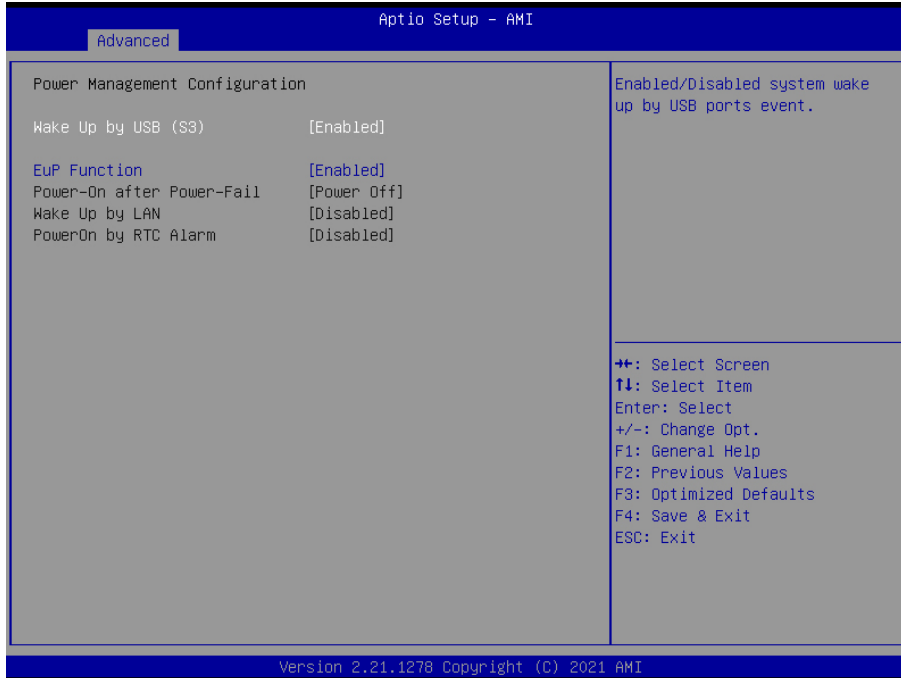 Aptio Setup – AMI
Advanced
Power Management Configuration
Wake Up by USB (S3) [Enabled]
EuP Function [Enabled]
Power-On after Power-Fail [Power Off]
Wake Up by LAN [Disabled]
PowerOn by RTC Alarm [Disabled]
Enabled/Disabled system wake
up by USB ports event.
→←: Select Screen
↑↓: Select Item
Enter: Select
+/-: Change Opt.
F1: General Help
F2: Previous Values
F3: Optimized Defaults
F4: Save & Exit
ESC: Exit
Version 2.21.1278 Copyright (C) 2021 AMI